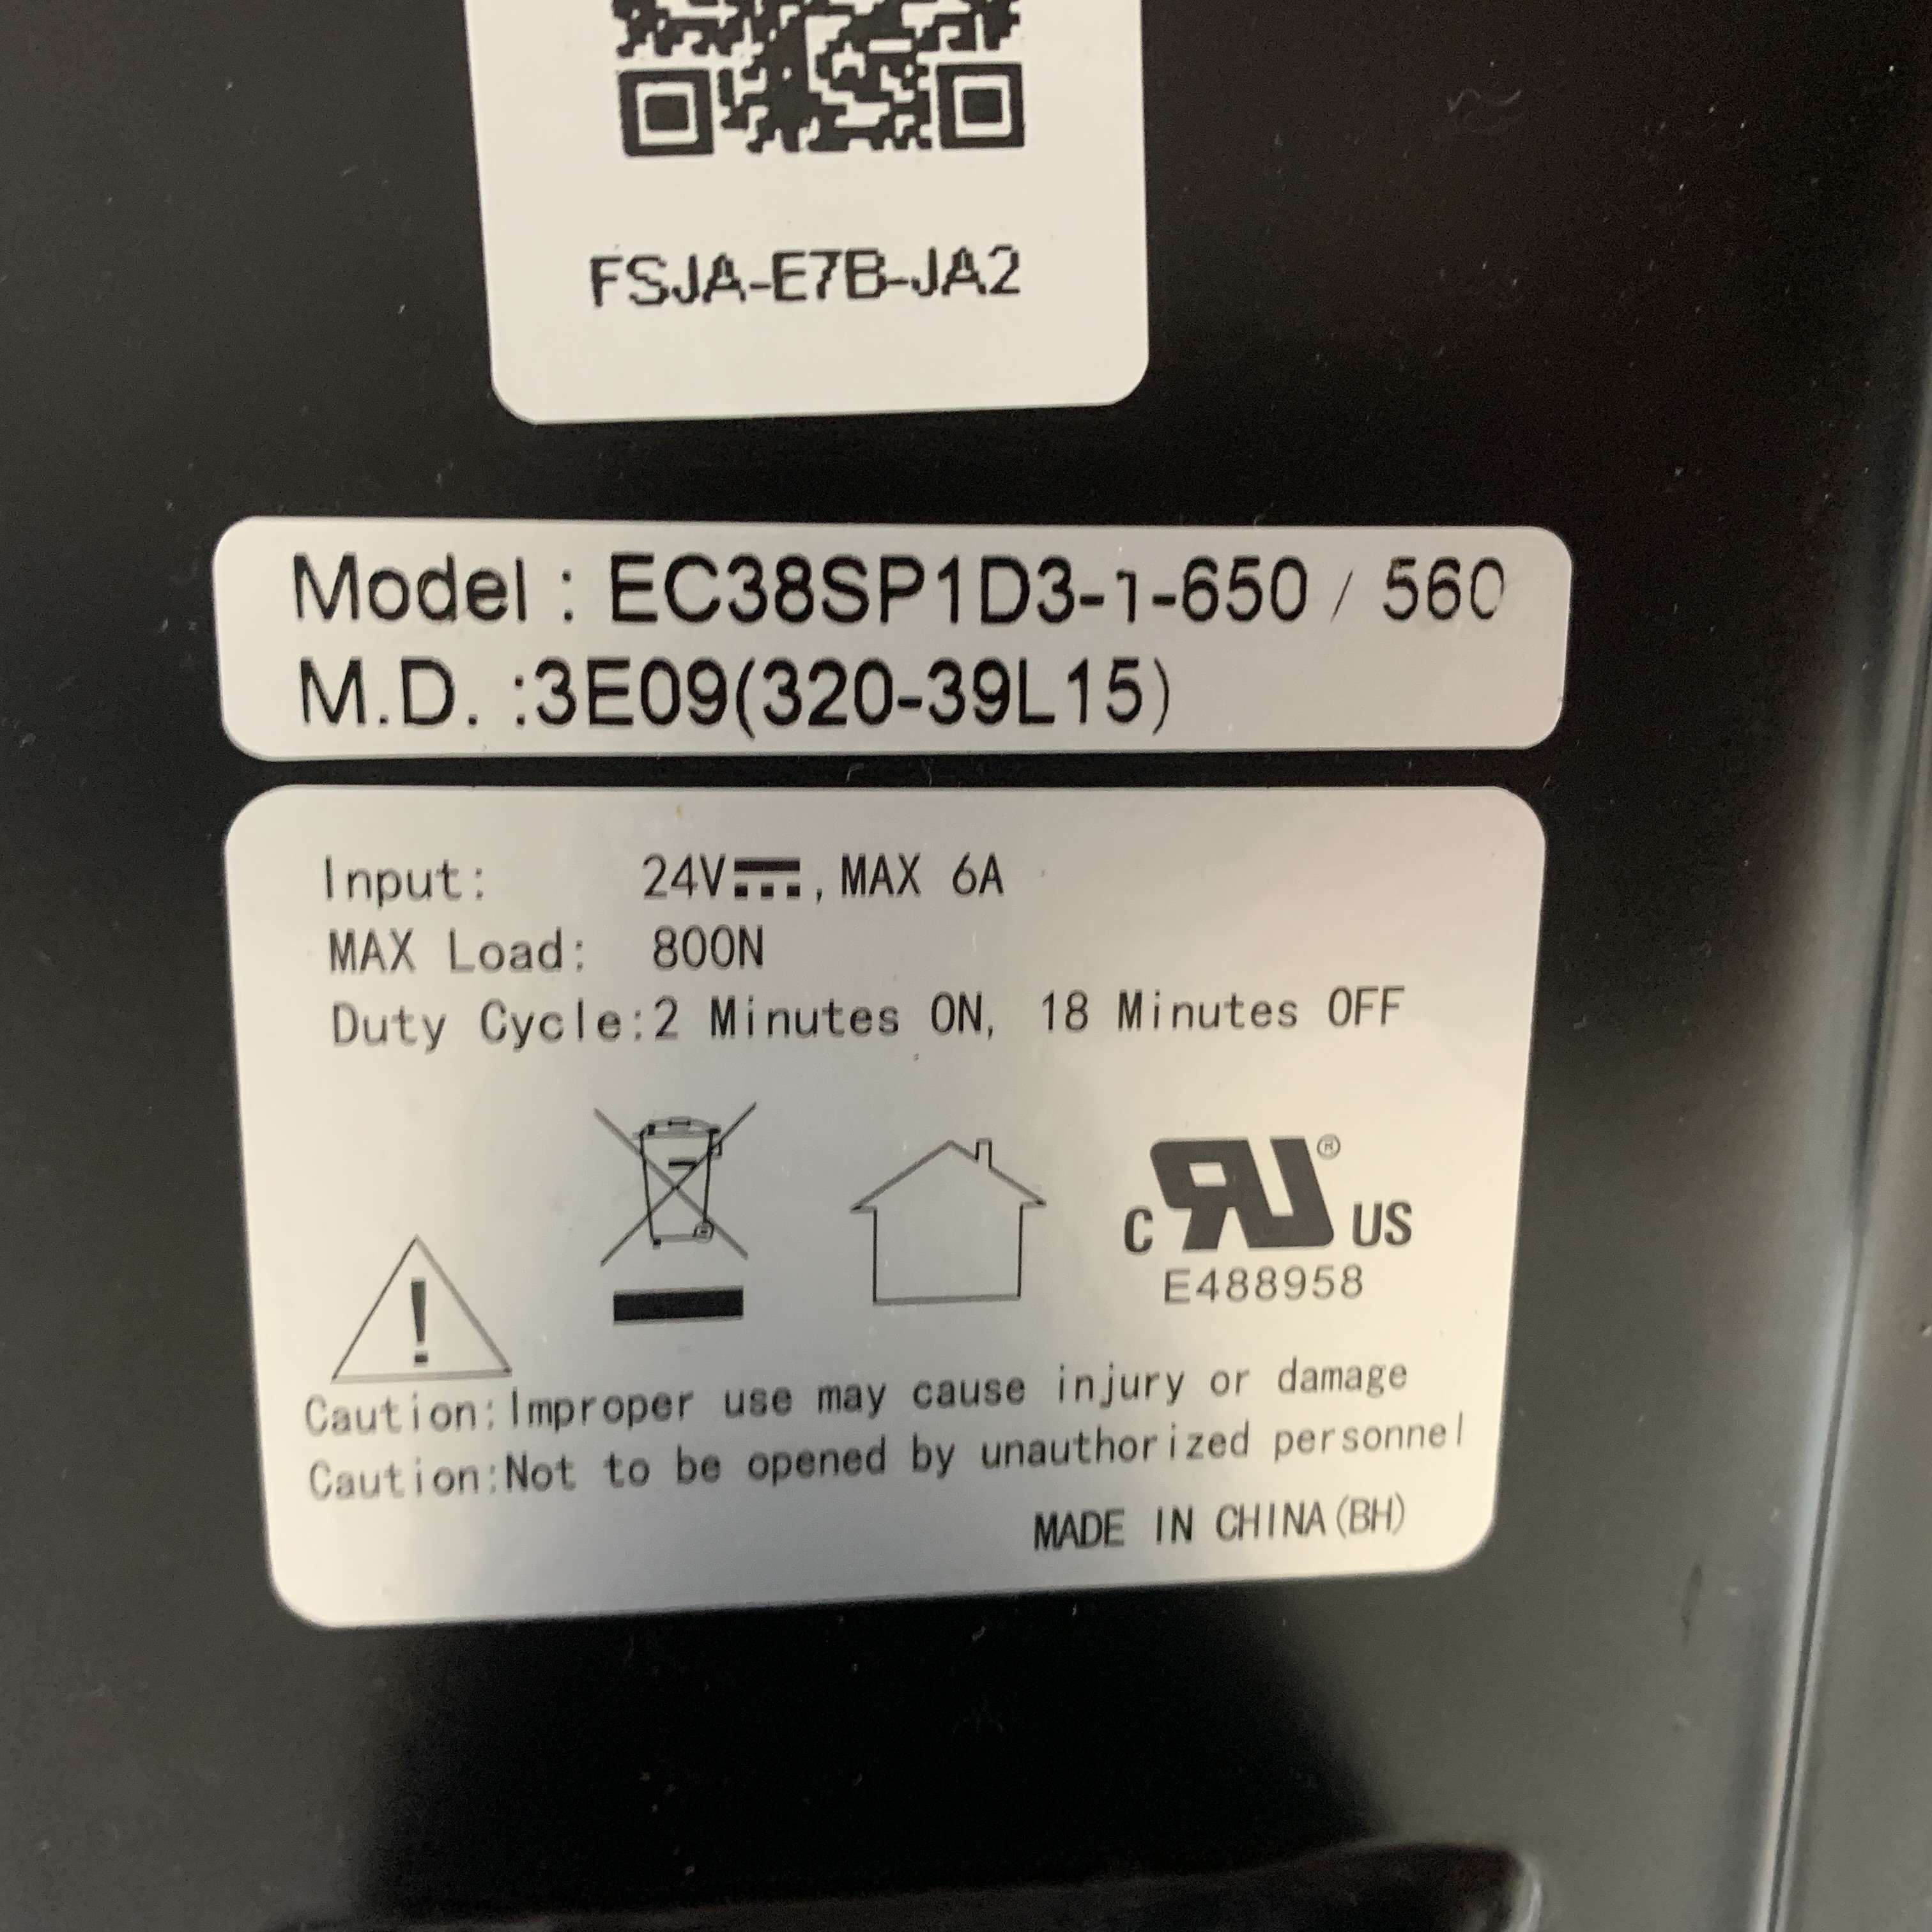 FSJA-E7B-JA2
Model : EC38SP1D3-1-650 / 560
M.D. :3E09(320-39L15)
Input: 24V⎓, MAX 6A
MAX Load: 800N
Duty Cycle:2 Minutes ON, 18 Minutes OFF
c RU ® US
E488958
Caution:Improper use may cause injury or damage
Caution:Not to be opened by unauthorized personnel
MADE IN CHINA(BH)